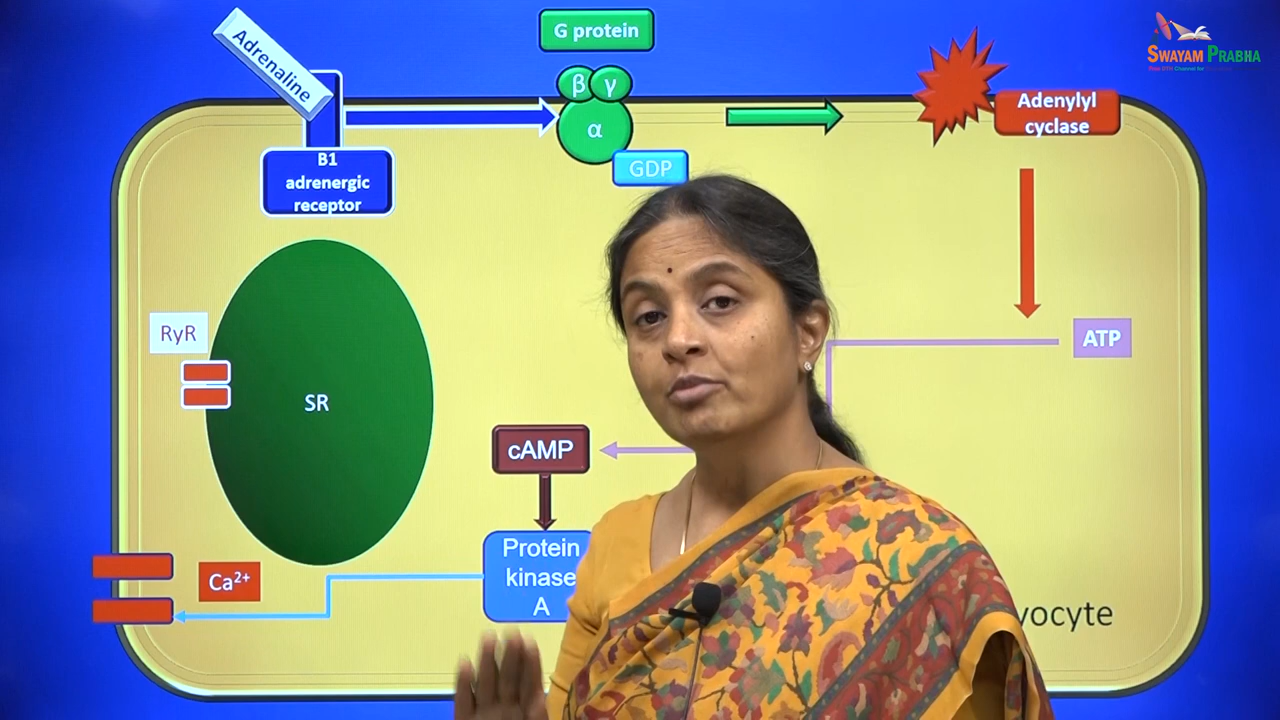 Adrenaline
G protein
SWAYAM PRABHA
β γ
α
GDP
Adenylyl
cyclase
B1
adrenergic
receptor
RyR
SR
ATP
cAMP
Protein
kinase
A
Ca²⁺
yocyte